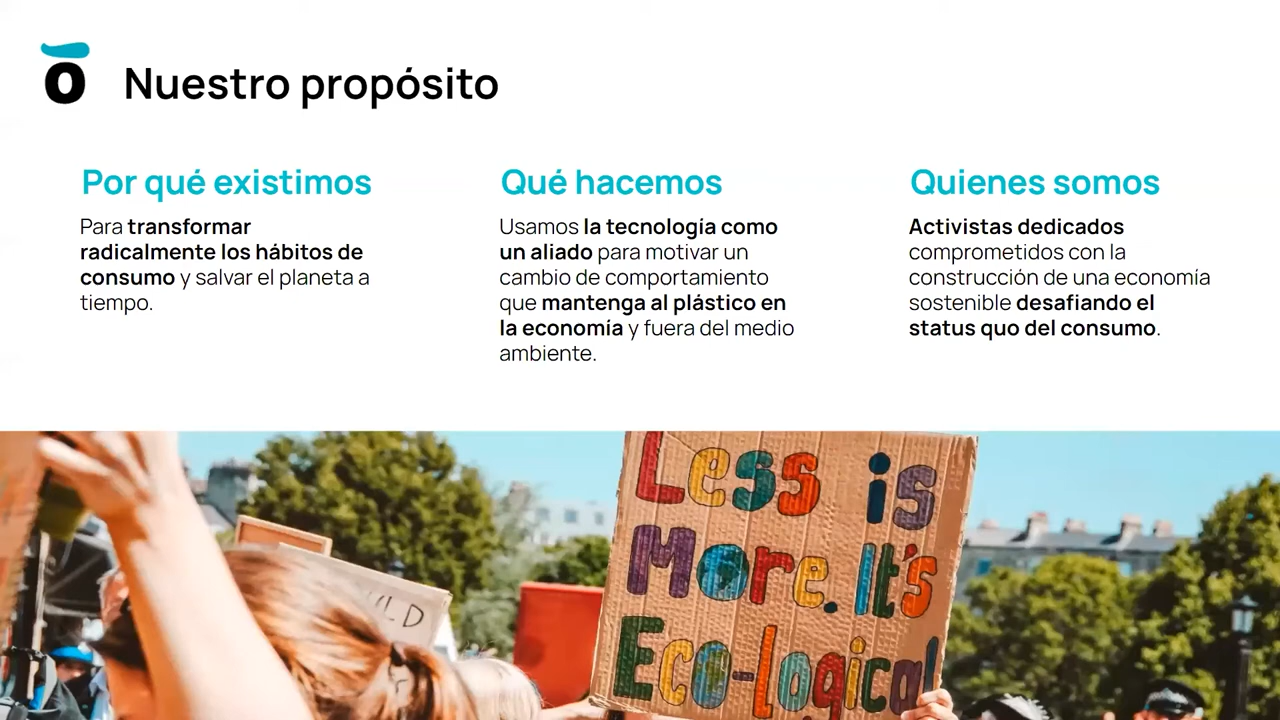 ō
Nuestro propósito
Por qué existimos
Para transformar
radicalmente los hábitos de
consumo y salvar el planeta a
tiempo.
Qué hacemos
Usamos la tecnología como
un aliado para motivar un
cambio de comportamiento
que mantenga al plástico en
la economía y fuera del medio
ambiente.
Quienes somos
Activistas dedicados
comprometidos con la
construcción de una economía
sostenible desafiando el
status quo del consumo.
Less is
More. It's
Eco-logical